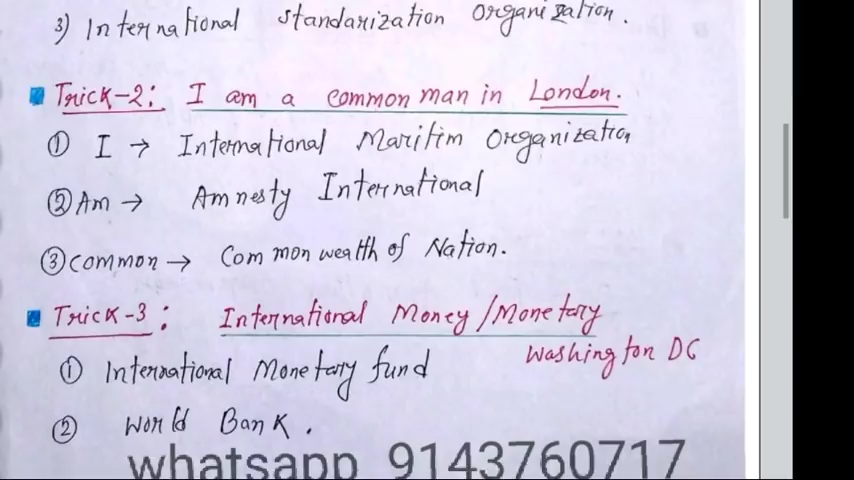 3) International standarization Organization.
Trick-2: I am a common man in London.
① I → International Maritim Organization
② Am → Amnesty International
③ common → Common wealth of Nation.
Trick-3: International Money/Monetary
Washington DC
① International Monetary fund
② World Bank.
whatsapp 9143760717